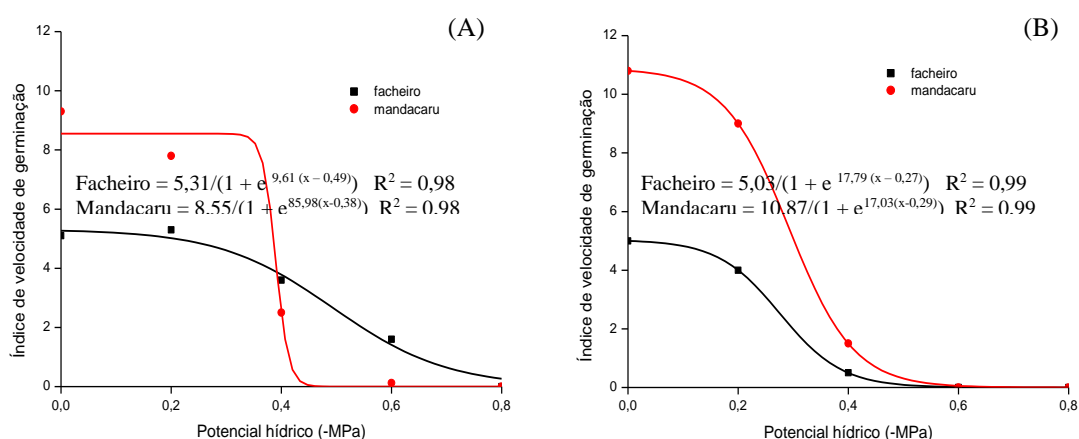 (A)
12
10
8
6
4
2
0
Índice de velocidade de germinação
facheiro
mandacaru
Facheiro = 5,31/(1 + e 9,61 (x – 0,49)) R2 = 0,98
Mandacaru = 8,55/(1 + e85,98(x-0,38)) R2 = 0,98
0,0 0,2 0,4 0,6 0,8
Potencial hídrico (-MPa)
(B)
12
10
8
6
4
2
0
Índice de velocidade de germinação
facheiro
mandacaru
Facheiro = 5,03/(1 + e 17,79 (x – 0,27)) R2 = 0,99
Mandacaru = 10,87/(1 + e17,03(x-0,29)) R2 = 0,99
0,0 0,2 0,4 0,6 0,8
Potencial hídrico (-MPa)